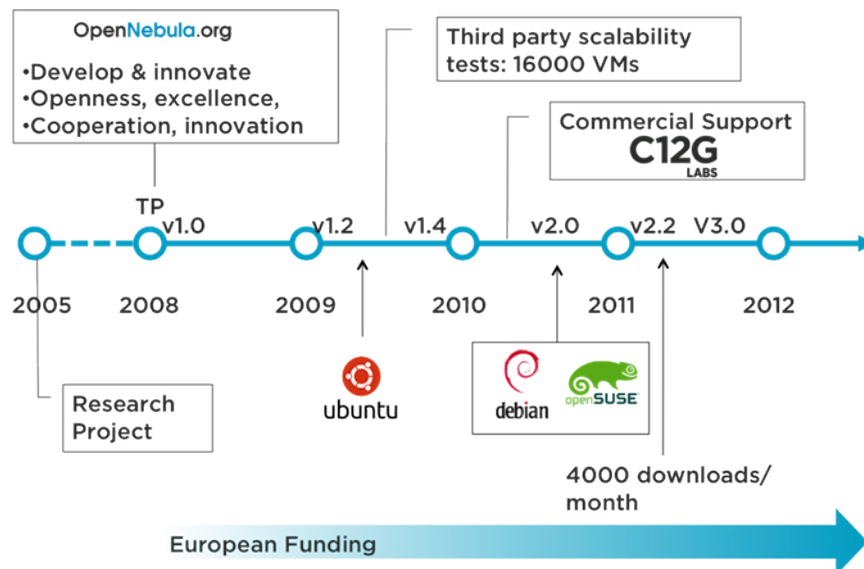 OpenNebula.org
•Develop & innovate
•Openness, excellence,
•Cooperation, innovation
Third party scalability
tests: 16000 VMs
Commercial Support
C12G
LABS
TP
v1.0
v1.2
v1.4
v2.0
v2.2
V3.0
2005
2008
2009
2010
2011
2012
Research
Project
ubuntu
debian
openSUSE
4000 downloads/
month
European Funding